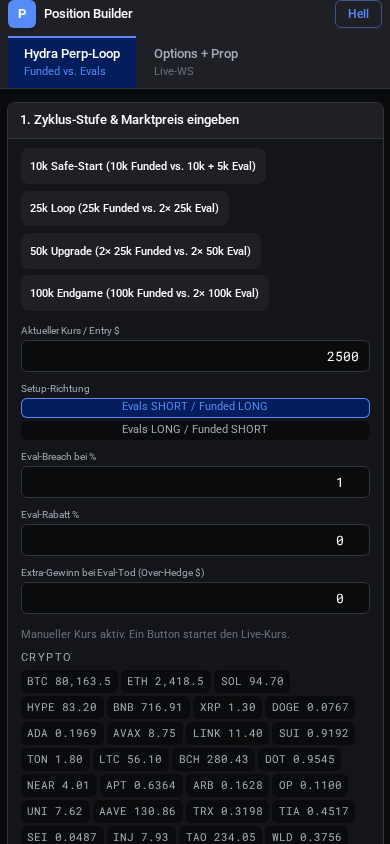 P Position Builder Hell
Hydra Perp-Loop Options + Prop
Funded vs. Evals Live-WS
1. Zyklus-Stufe & Marktpreis eingeben
10k Safe-Start (10k Funded vs. 10k + 5k Eval)
25k Loop (25k Funded vs. 2× 25k Eval)
50k Upgrade (2× 25k Funded vs. 2× 50k Eval)
100k Endgame (100k Funded vs. 2× 100k Eval)
Aktueller Kurs / Entry $
2500
Setup-Richtung
Evals SHORT / Funded LONG
Evals LONG / Funded SHORT
Eval-Breach bei %
1
Eval-Rabatt %
0
Extra-Gewinn bei Eval-Tod (Over-Hedge $)
0
Manueller Kurs aktiv. Ein Button startet den Live-Kurs.
CRYPTO
BTC 80,163.5 ETH 2,418.5 SOL 94.70
HYPE 83.20 BNB 716.91 XRP 1.30 DOGE 0.0767
ADA 0.1969 AVAX 8.75 LINK 11.40 SUI 0.9192
TON 1.80 LTC 56.10 BCH 280.43 DOT 0.9545
NEAR 4.01 APT 0.6364 ARB 0.1628 OP 0.1100
UNI 7.62 AAVE 130.86 TRX 0.3198 TIA 0.4517
SEI 0.0487 INJ 7.93 TAO 234.05 WLD 0.3756